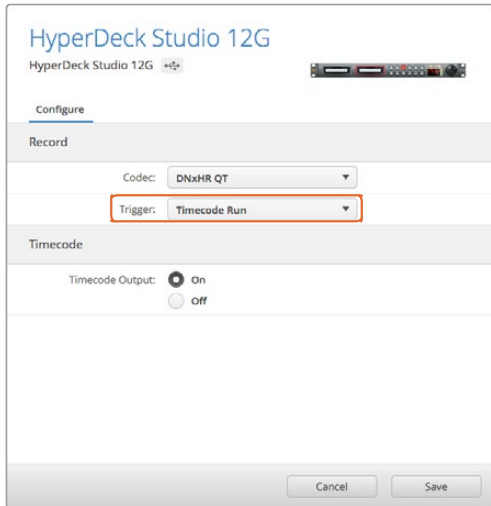 HyperDeck Studio 12G
HyperDeck Studio 12G
Configure
Record
Codec: DNxHR QT
Trigger: Timecode Run
Timecode
Timecode Output: On
Off
Cancel Save